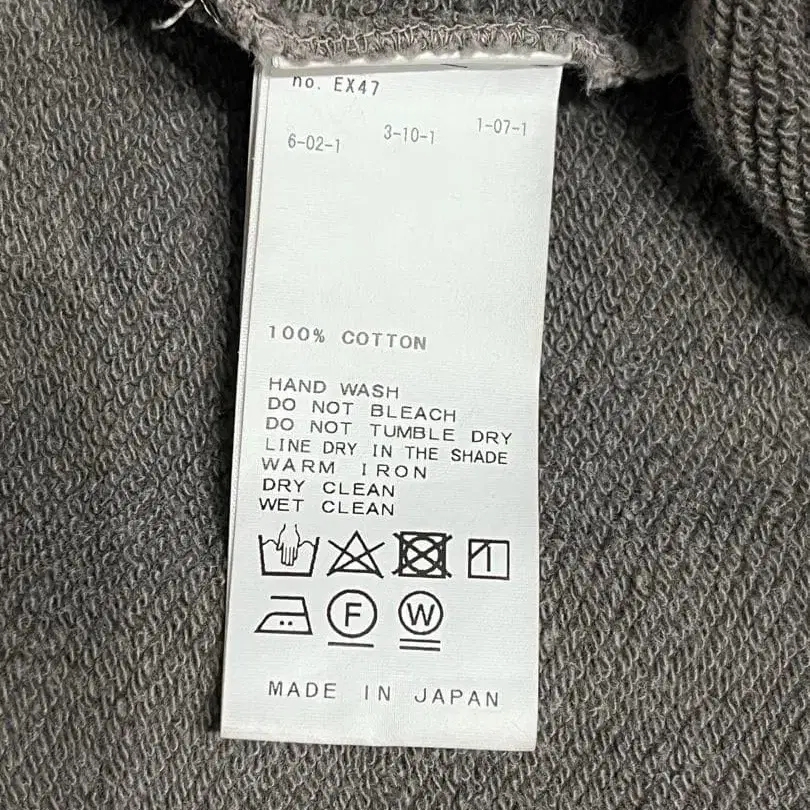 no. EX47
6-02-1 3-10-1 1-07-1
100% COTTON
HAND WASH
DO NOT BLEACH
DO NOT TUMBLE DRY
LINE DRY IN THE SHADE
WARM IRON
DRY CLEAN
WET CLEAN
F W
MADE IN JAPAN